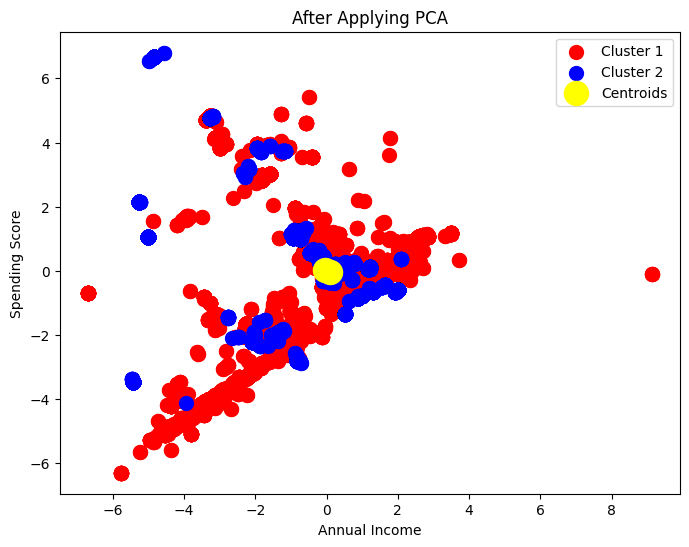 After Applying PCA
Cluster 1
Cluster 2
Centroids
6
4
2
0
−2
−4
−6
Spending Score
−6 −4 −2 0 2 4 6 8
Annual Income